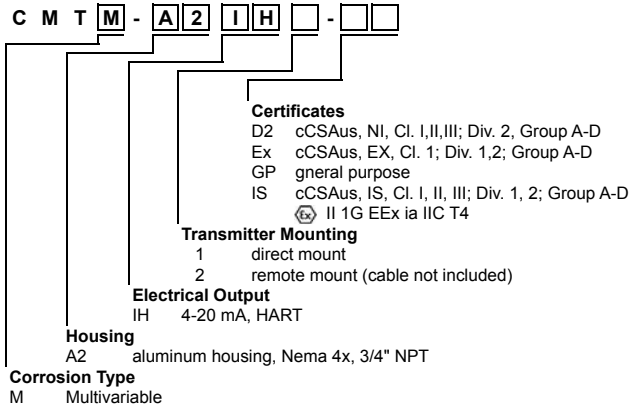 C M T M - A 2 I H -
Certificates
D2 cCSAus, NI, Cl. I,II,III; Div. 2, Group A-D
Ex cCSAus, EX, Cl. 1; Div. 1,2; Group A-D
GP gneral purpose
IS cCSAus, IS, Cl. I, II, III; Div. 1, 2; Group A-D
Ex II 1G EEx ia IIC T4
Transmitter Mounting
1 direct mount
2 remote mount (cable not included)
Electrical Output
IH 4-20 mA, HART
Housing
A2 aluminum housing, Nema 4x, 3/4" NPT
Corrosion Type
M Multivariable